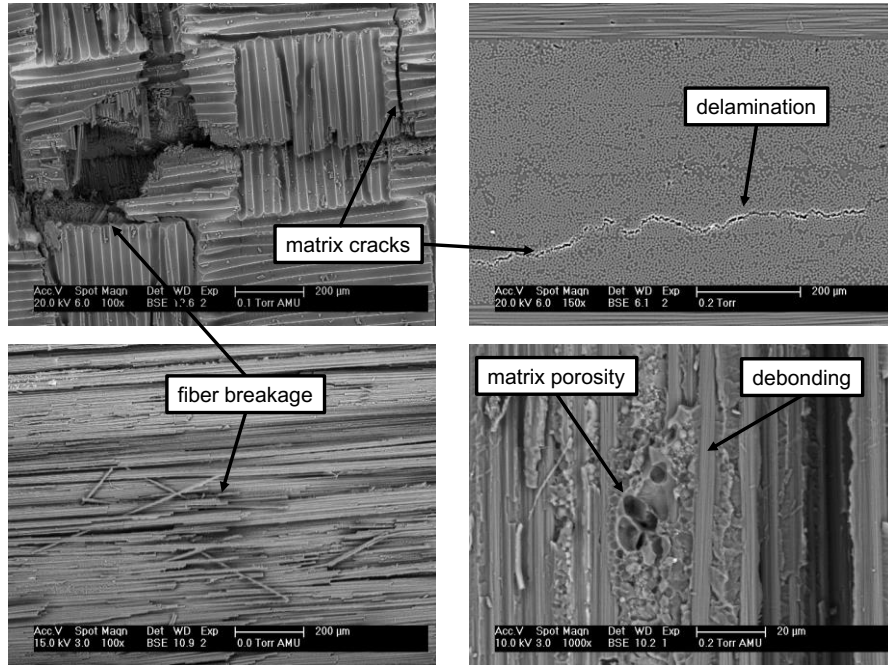 delamination
matrix cracks
Acc.V Spot Magn Det WD Exp
20.0 kV 6.0 100x BSE 2 0.1 Torr AMU
200 µm
Acc.V Spot Magn Det WD Exp
20.0 kV 6.0 150x BSE 6.1 2 0.2 Torr
200 µm
fiber breakage
matrix porosity
debonding
Acc.V Spot Magn Det WD Exp
15.0 kV 3.0 100x BSE 10.9 2 0.0 Torr AMU
200 µm
Acc.V Spot Magn Det WD Exp
10.0 kV 3.0 1000x BSE 10.2 1 0.2 Torr AMU
20 µm